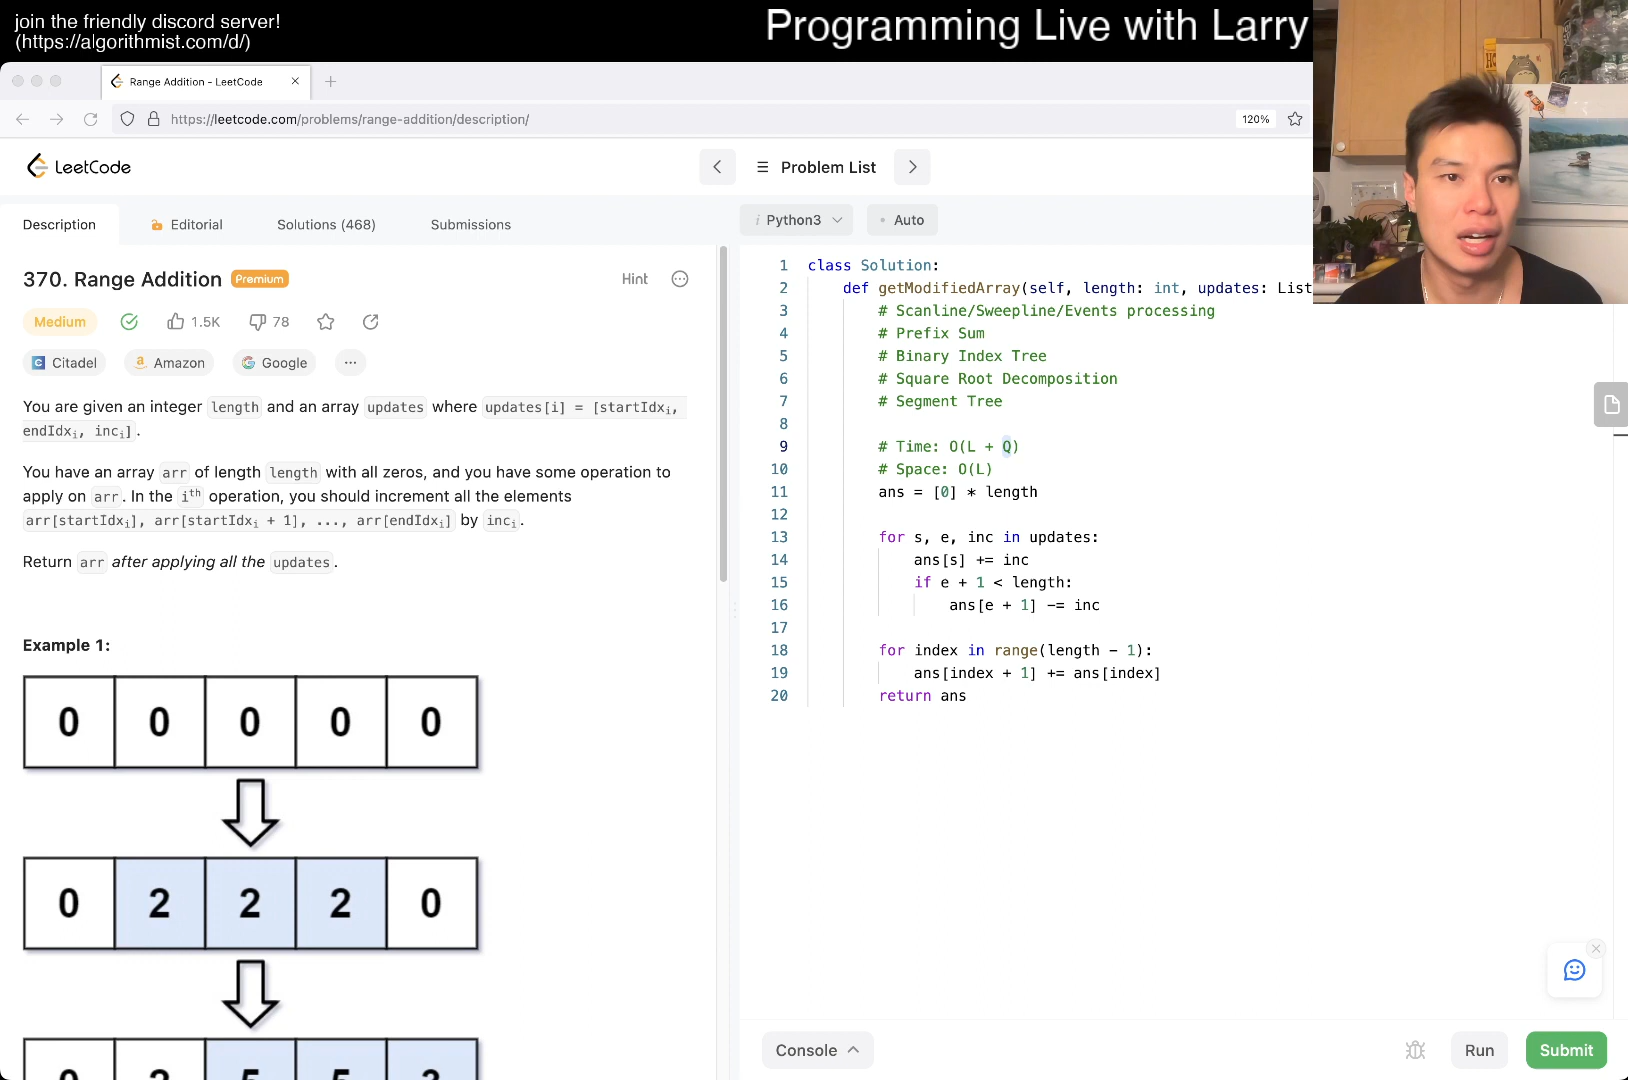 join the friendly discord server!
(https://algorithmist.com/d/)
Programming Live with Larry
Range Addition - LeetCode
https://leetcode.com/problems/range-addition/description/
120%
LeetCode
Problem List
Description
Editorial
Solutions (468)
Submissions
370. Range Addition
Premium
Hint
Medium
1.5K
78
Citadel
Amazon
Google
...
You are given an integer length and an array updates where updates[i] = [startIdxi,
endIdxi, inci].
You have an array arr of length length with all zeros, and you have some operation to
apply on arr. In the ith operation, you should increment all the elements
arr[startIdxi], arr[startIdxi + 1], ..., arr[endIdxi] by inci.
Return arr after applying all the updates.
Example 1:
0 0 0 0 0
0 2 2 2 0
i Python3
Auto
1 class Solution:
2 def getModifiedArray(self, length: int, updates: List
3 # Scanline/Sweepline/Events processing
4 # Prefix Sum
5 # Binary Index Tree
6 # Square Root Decomposition
7 # Segment Tree
8
9 # Time: O(L + Q)
10 # Space: O(L)
11 ans = [0] * length
12
13 for s, e, inc in updates:
14 ans[s] += inc
15 if e + 1 < length:
16 ans[e + 1] -= inc
17
18 for index in range(length - 1):
19 ans[index + 1] += ans[index]
20 return ans
Console
Run
Submit